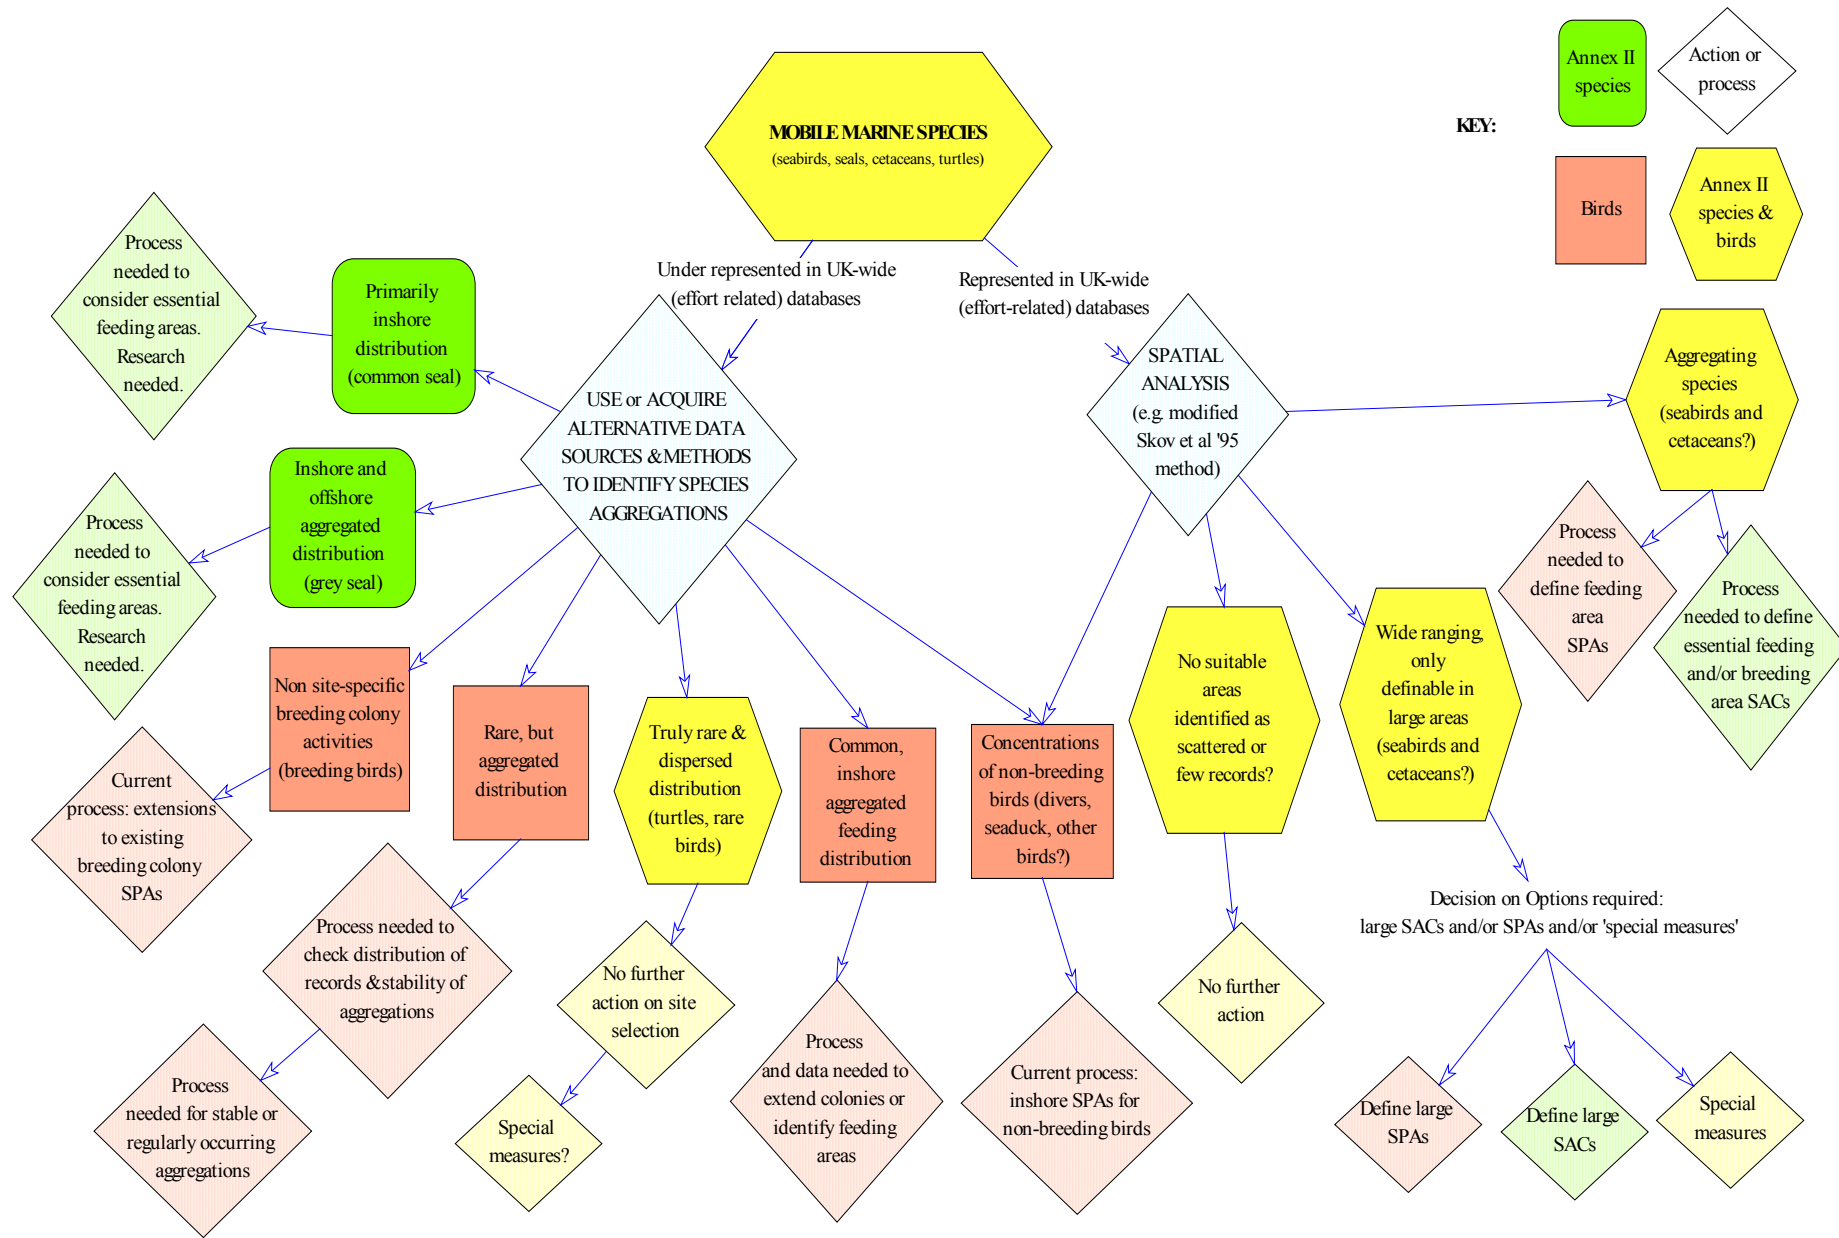 Annex II
species
Action or
process
KEY:
Birds
Annex II
species &
birds
MOBILE MARINE SPECIES
(seabirds, seals, cetaceans, turtles)
Under represented in UK-wide
(effort related) databases
Represented in UK-wide
(effort-related) databases
Process
needed to
consider essential
feeding areas.
Research
needed.
Primarily
inshore
distribution
(common seal)
USE or ACQUIRE
ALTERNATIVE DATA
SOURCES & METHODS
TO IDENTIFY SPECIES
AGGREGATIONS
SPATIAL
ANALYSIS
(e.g. modified
Skov et al '95
method)
Aggregating
species
(seabirds and
cetaceans?)
Process
needed to
consider essential
feeding areas.
Research
needed.
Inshore and
offshore
aggregated
distribution
(grey seal)
Process
needed to
define feeding
area
SPAs
Process
needed to define
essential feeding
and/or breeding
area SACs
Non site-specific
breeding colony
activities
(breeding birds)
Rare, but
aggregated
distribution
Truly rare &
dispersed
distribution
(turtles, rare
birds)
Common,
inshore
aggregated
feeding
distribution
Concentrations
of non-breeding
birds (divers,
seaduck, other
birds?)
No suitable
areas
identified as
scattered or
few records?
Wide ranging,
only
definable in
large areas
(seabirds and
cetaceans?)
Current
process: extensions
to existing
breeding colony
SPAs
Process needed to
check distribution of
records & stability of
aggregations
No further
action on site
selection
No further
action
Decision on Options required:
large SACs and/or SPAs and/or 'special measures'
Process
needed for stable or
regularly occurring
aggregations
Special
measures?
Process
and data needed to
extend colonies or
identify feeding
areas
Current process:
inshore SPAs for
non-breeding birds
Define large
SPAs
Define large
SACs
Special
measures